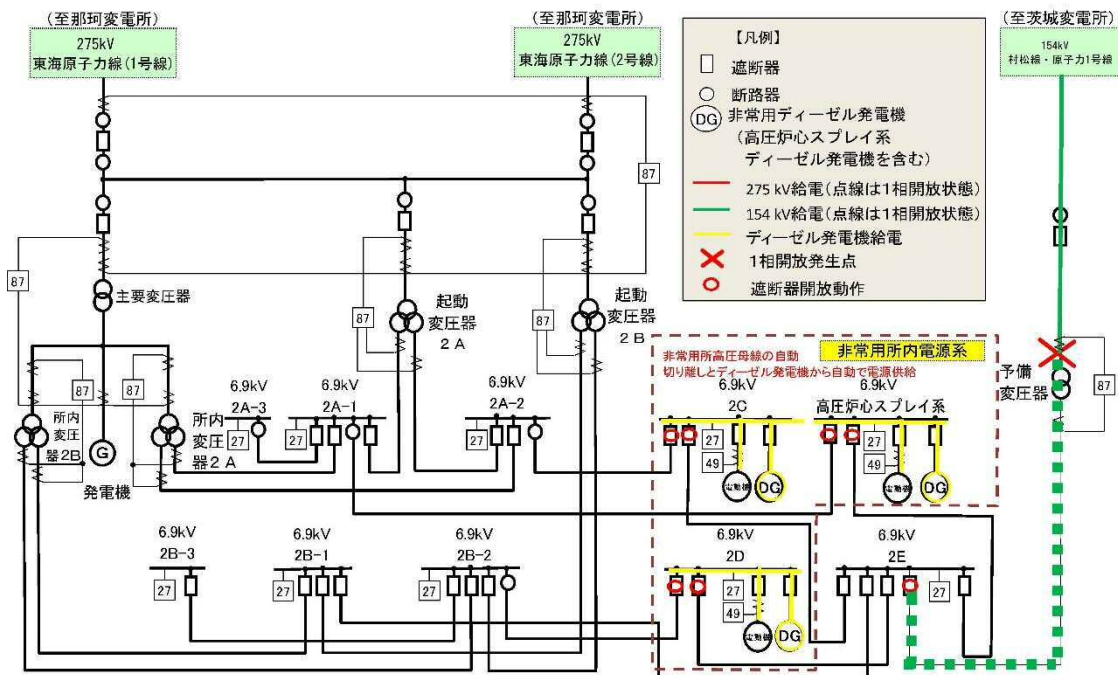 (至那珂変電所)
275kV
東海原子力線(1号線)
(至那珂変電所)
275kV
東海原子力線(2号線)
(至茨城変電所)
154kV
村松線・原子力1号線
【凡例】
遮断器
断路器
DG
非常用ディーゼル発電機
(高圧炉心スプレイ系
ディーゼル発電機を含む)
275 kV給電(点線は1相開放状態)
154 kV給電(点線は1相開放状態)
ディーゼル発電機給電
1相開放発生点
遮断器開放動作
87
87
87
87
87
87
87
主要変圧器
起動
変圧器
2A
起動
変圧器
2B
予備
変圧器
所内
変圧
器2B
G
発電機
所内
変圧
器2A
非常用所高圧母線の自動
切り離しとディーゼル発電機から自動で電源供給
非常用所内電源系
6.9kV
2A-3
27
6.9kV
2A-1
27
6.9kV
2A-2
27
6.9kV
2C
27
49
電動機
DG
6.9kV
高圧炉心スプレイ系
27
49
電動機
DG
6.9kV
2B-3
27
6.9kV
2B-1
27
6.9kV
2B-2
27
6.9kV
2D
27
49
電動機
DG
6.9kV
2E
27